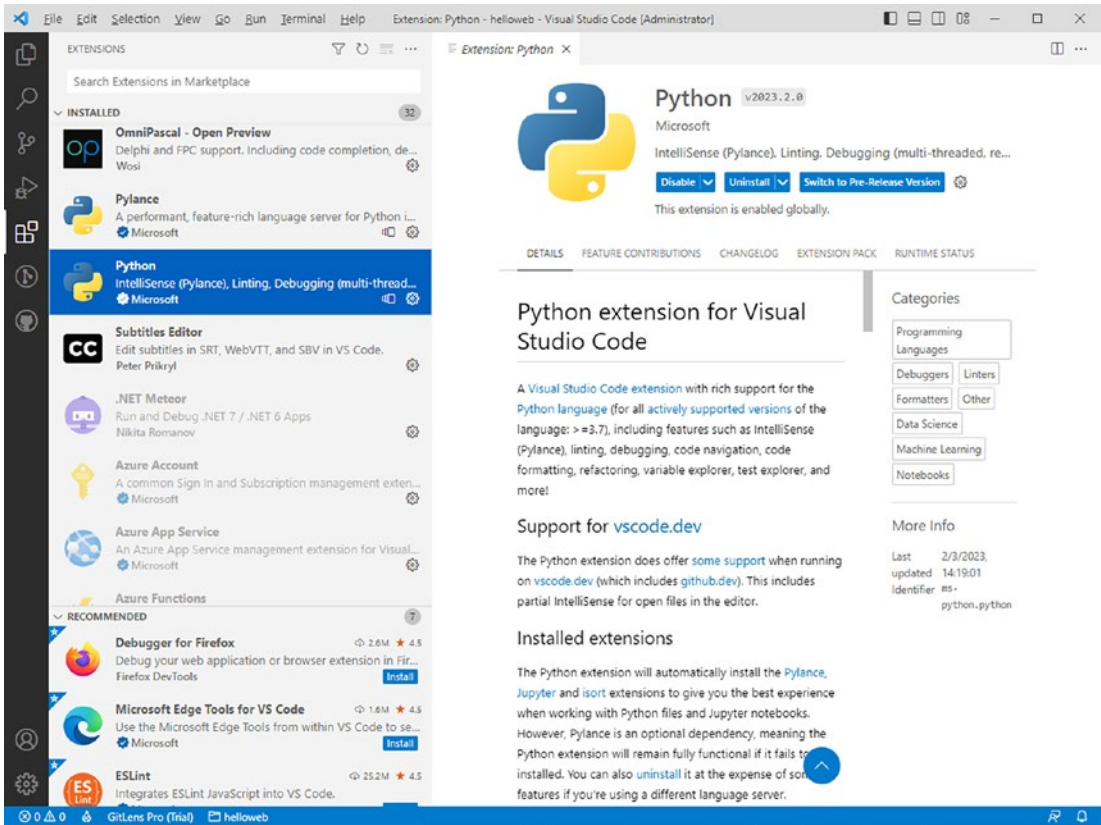 File Edit Selection View Go Run Terminal Help Extension: Python - helloweb - Visual Studio Code [Administrator]
EXTENSIONS
Search Extensions in Marketplace
INSTALLED 32
OmniPascal - Open Preview
Delphi and FPC support. Including code completion, de...
Wosi
Pylance
A performant, feature-rich language server for Python i...
Microsoft
Python
IntelliSense (Pylance), Linting, Debugging (multi-thread...
Microsoft
CC
Subtitles Editor
Edit subtitles in SRT, WebVTT, and SBV in VS Code.
Peter Prikryl
.NET Meteor
Run and Debug .NET 7 / .NET 6 Apps
Nikita Romanov
Azure Account
A common Sign In and Subscription management exten...
Microsoft
Azure App Service
An Azure App Service management extension for Visual...
Microsoft
Azure Functions
RECOMMENDED 7
Debugger for Firefox 2.6M 4.5
Debug your web application or browser extension in Fir...
Firefox DevTools Install
Microsoft Edge Tools for VS Code 1.6M 4.5
Use the Microsoft Edge Tools from within VS Code to se...
Microsoft Install
ES
Lint
ESLint 25.2M 4.5
Integrates ESLint JavaScript into VS Code.
Extension: Python
Python v2023.2.0
Microsoft
IntelliSense (Pylance), Linting, Debugging (multi-threaded, re...
Disable Uninstall Switch to Pre-Release Version
This extension is enabled globally.
DETAILS FEATURE CONTRIBUTIONS CHANGELOG EXTENSION PACK RUNTIME STATUS
Python extension for Visual
Studio Code
A Visual Studio Code extension with rich support for the
Python language (for all actively supported versions of the
language: >=3.7), including features such as IntelliSense
(Pylance), linting, debugging, code navigation, code
formatting, refactoring, variable explorer, test explorer, and
more!
Support for vscode.dev
The Python extension does offer some support when running
on vscode.dev (which includes github.dev). This includes
partial IntelliSense for open files in the editor.
Installed extensions
The Python extension will automatically install the Pylance,
Jupyter and isort extensions to give you the best experience
when working with Python files and Jupyter notebooks.
However, Pylance is an optional dependency, meaning the
Python extension will remain fully functional if it fails to
installed. You can also uninstall it at the expense of
features if you're using a different language server.
Categories
Programming
Languages
Debuggers Linters
Formatters Other
Data Science
Machine Learning
Notebooks
More Info
Last 2/3/2023,
updated 14:19:01
Identifier ms-
python.python
0 0 GitLens Pro (Trial) helloweb